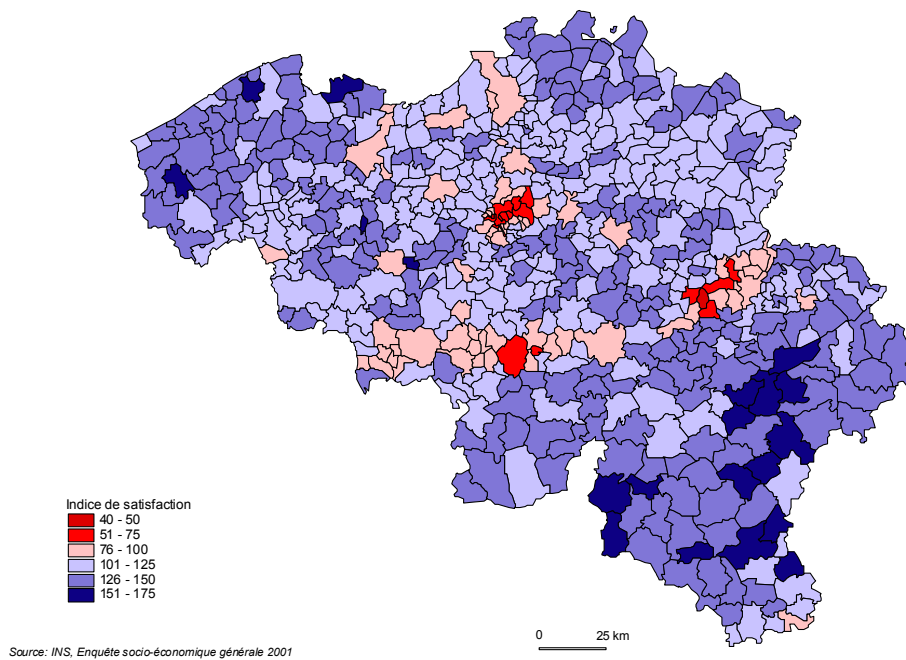 Indice de satisfaction
40 - 50
51 - 75
76 - 100
101 - 125
126 - 150
151 - 175
0 25 km
Source: INS, Enquête socio-économique générale 2001